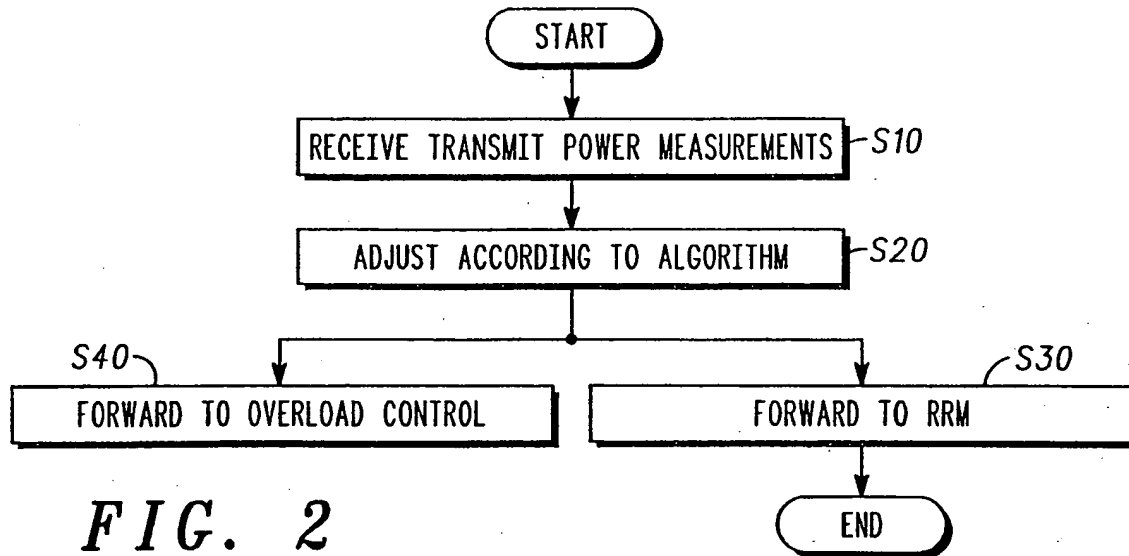 START
RECEIVE TRANSMIT POWER MEASUREMENTS
S10
ADJUST ACCORDING TO ALGORITHM
S20
S40
S30
FORWARD TO OVERLOAD CONTROL
FORWARD TO RRM
END
FIG. 2